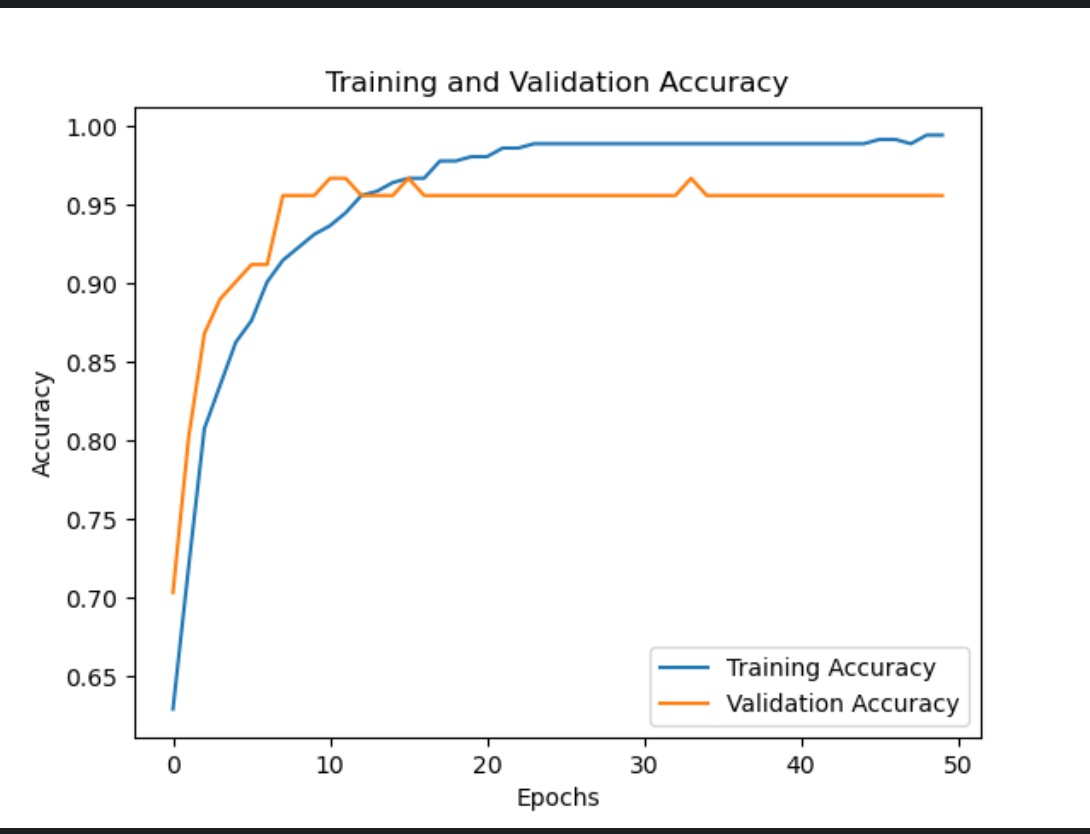 Training and Validation Accuracy
1.00
0.95
0.90
0.85
0.80
0.75
0.70
0.65
Accuracy
Training Accuracy
Validation Accuracy
0 10 20 30 40 50
Epochs